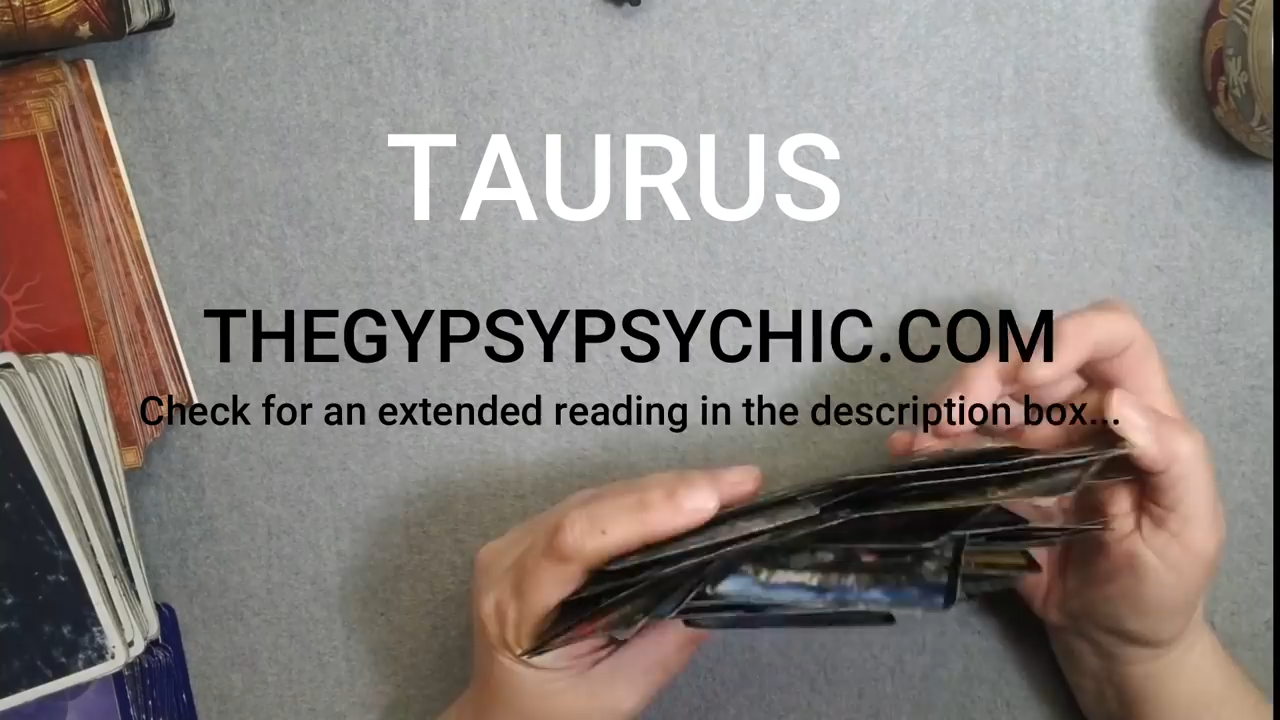 TAURUS
THEGYPSYPSYCHIC.COM
Check for an extended reading in the description box...